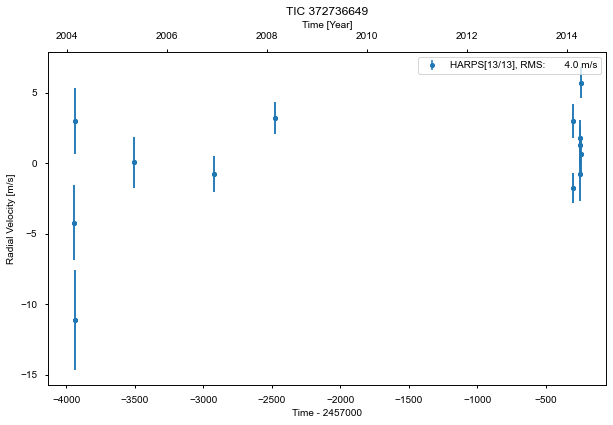 TIC 372736649
Time [Year]
2004 2006 2008 2010 2012 2014
HARPS[13/13], RMS: 4.0 m/s
Radial Velocity [m/s]
5
0
−5
−10
−15
−4000 −3500 −3000 −2500 −2000 −1500 −1000 −500
Time - 2457000